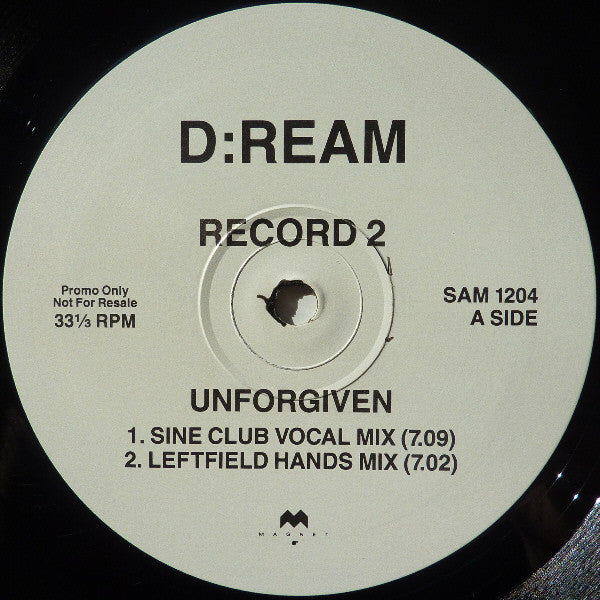 D:REAM
RECORD 2
Promo Only
Not For Resale
33⅓ RPM
SAM 1204
A SIDE
UNFORGIVEN
1. SINE CLUB VOCAL MIX (7.09)
2. LEFTFIELD HANDS MIX (7.02)
MAGNET